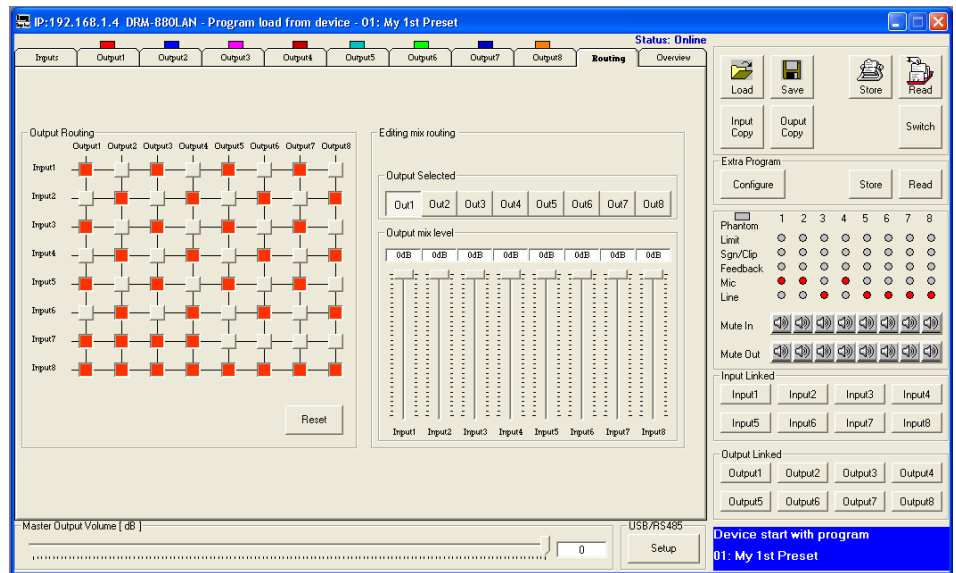 IP:192.168.1.4 DRM-880LAN - Program load from device - 01: My 1st Preset
Status: Online
Inputs Output1 Output2 Output3 Output4 Output5 Output6 Output7 Output8 Routing Overview
Output Routing
Output1 Output2 Output3 Output4 Output5 Output6 Output7 Output8
Input1
Input2
Input3
Input4
Input5
Input6
Input7
Input8
Reset
Editing mix routing
Output Selected
Out1 Out2 Out3 Out4 Out5 Out6 Out7 Out8
Output mix level
0dB 0dB 0dB 0dB 0dB 0dB 0dB 0dB
Input1 Input2 Input3 Input4 Input5 Input6 Input7 Input8
Master Output Volume [ dB ]
0
USB/RS485
Setup
Load Save Store Read
Input Copy Ouput Copy Switch
Extra Program
Configure Store Read
1 2 3 4 5 6 7 8
Phantom
Limit
Sgn/Clip
Feedback
Mic
Line
Mute In
Mute Out
Input Linked
Input1 Input2 Input3 Input4
Input5 Input6 Input7 Input8
Output Linked
Output1 Output2 Output3 Output4
Output5 Output6 Output7 Output8
Device start with program
01: My 1st Preset